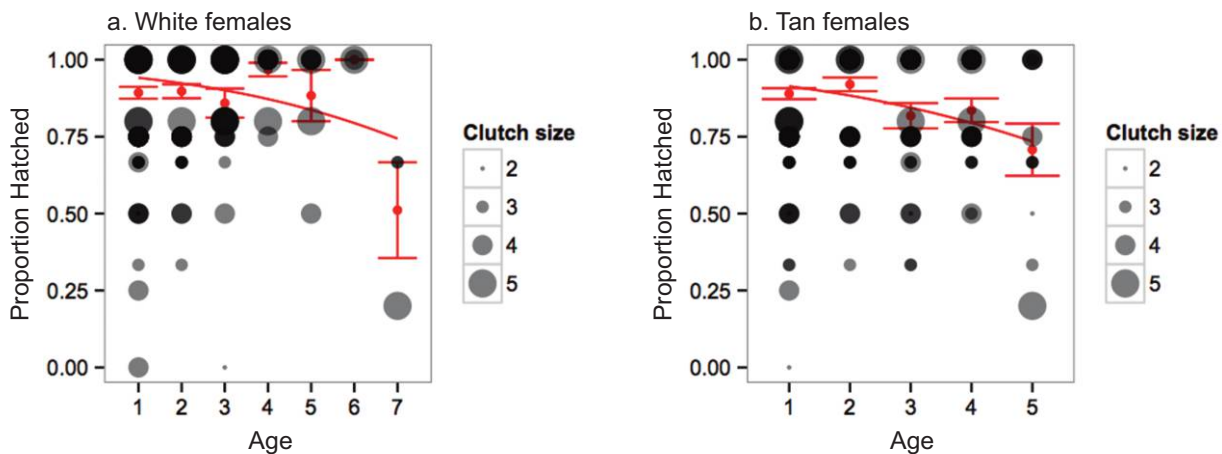 a. White females
Proportion Hatched
1.00
0.75
0.50
0.25
0.00
1 2 3 4 5 6 7
Age
Clutch size
2
3
4
5
b. Tan females
Proportion Hatched
1.00
0.75
0.50
0.25
0.00
1 2 3 4 5
Age
Clutch size
2
3
4
5